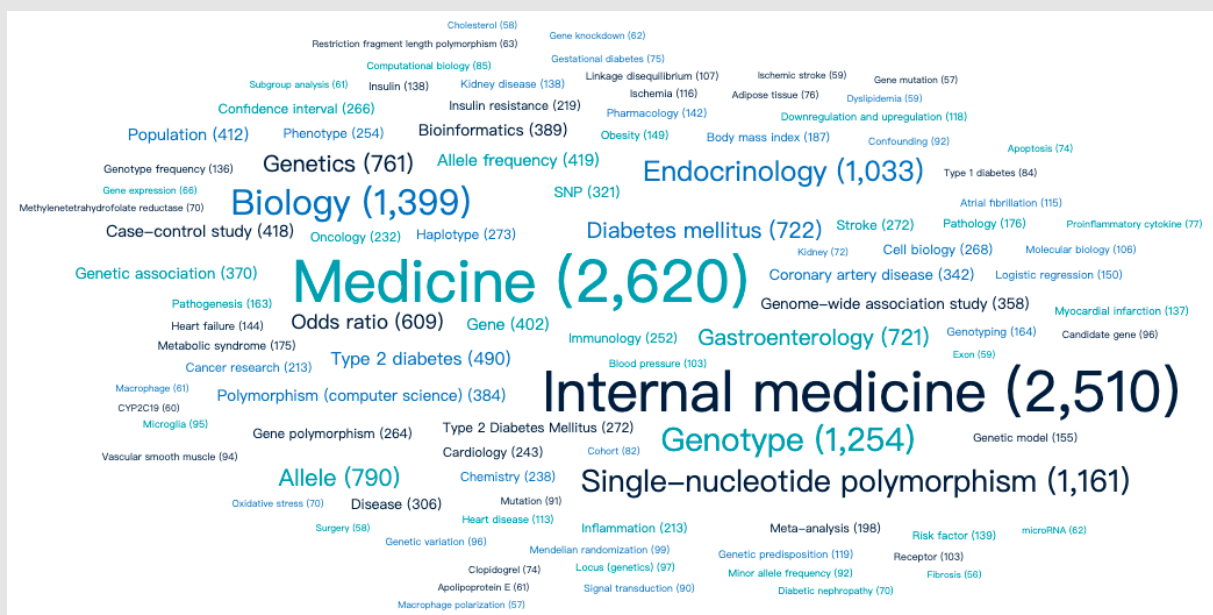 Cholesterol (58)
Gene knockdown (62)
Restriction fragment length polymorphism (63)
Gestational diabetes (75)
Computational biology (85)
Linkage disequilibrium (107)
Ischemic stroke (59)
Gene mutation (57)
Subgroup analysis (61)
Insulin (138)
Kidney disease (138)
Ischemia (116)
Adipose tissue (76)
Dyslipidemia (59)
Confidence interval (266)
Insulin resistance (219)
Pharmacology (142)
Downregulation and upregulation (118)
Population (412)
Phenotype (254)
Bioinformatics (389)
Obesity (149)
Body mass index (187)
Confounding (92)
Apoptosis (74)
Genotype frequency (136)
Genetics (761)
Allele frequency (419)
Endocrinology (1,033)
Type 1 diabetes (84)
Gene expression (66)
Biology (1,399)
SNP (321)
Methylenetetrahydrofolate reductase (70)
Atrial fibrillation (115)
Case-control study (418)
Oncology (232)
Haplotype (273)
Diabetes mellitus (722)
Stroke (272)
Pathology (176)
Proinflammatory cytokine (77)
Kidney (72)
Cell biology (268)
Molecular biology (106)
Genetic association (370)
Medicine (2,620)
Coronary artery disease (342)
Logistic regression (150)
Pathogenesis (163)
Genome-wide association study (358)
Myocardial infarction (137)
Heart failure (144)
Odds ratio (609)
Gene (402)
Immunology (252)
Gastroenterology (721)
Genotyping (164)
Candidate gene (96)
Metabolic syndrome (175)
Type 2 diabetes (490)
Exon (59)
Cancer research (213)
Blood pressure (103)
Macrophage (61)
Polymorphism (computer science) (384)
Internal medicine (2,510)
CYP2C19 (60)
Microglia (95)
Gene polymorphism (264)
Type 2 Diabetes Mellitus (272)
Genotype (1,254)
Genetic model (155)
Vascular smooth muscle (94)
Cardiology (243)
Cohort (82)
Allele (790)
Chemistry (238)
Single-nucleotide polymorphism (1,161)
Oxidative stress (70)
Disease (306)
Mutation (91)
Surgery (58)
Heart disease (113)
Inflammation (213)
Meta-analysis (198)
Risk factor (139)
microRNA (62)
Genetic variation (96)
Mendelian randomization (99)
Genetic predisposition (119)
Receptor (103)
Clopidogrel (74)
Locus (genetics) (97)
Minor allele frequency (92)
Fibrosis (56)
Apolipoprotein E (61)
Signal transduction (90)
Diabetic nephropathy (70)
Macrophage polarization (57)